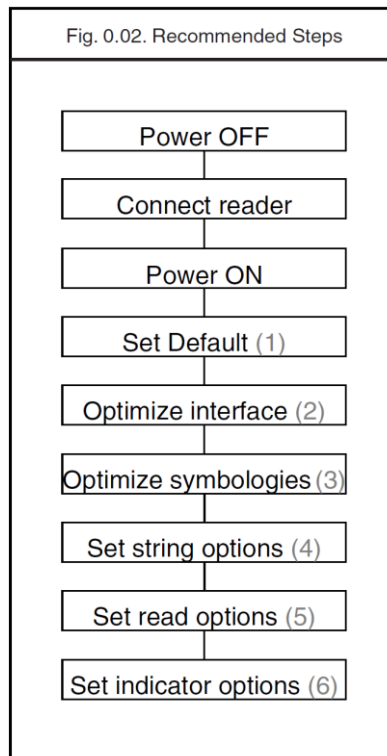 Fig. 0.02. Recommended Steps
Power OFF
Connect reader
Power ON
Set Default (1)
Optimize interface (2)
Optimize symbologies (3)
Set string options (4)
Set read options (5)
Set indicator options (6)